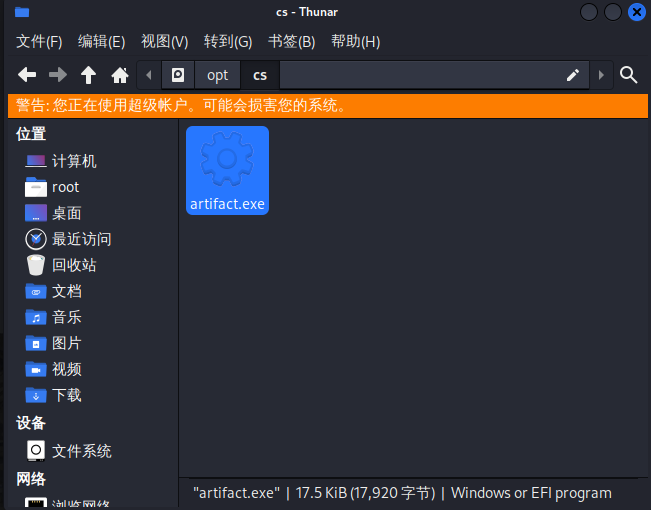 cs - Thunar
文件(F) 编辑(E) 视图(V) 转到(G) 书签(B) 帮助(H)
opt cs
警告: 您正在使用超级帐户。可能会损害您的系统。
位置
计算机
root
桌面
最近访问
回收站
文档
音乐
图片
视频
下载
设备
文件系统
网络
浏览网络
artifact.exe
"artifact.exe" | 17.5 KiB (17,920 字节) | Windows or EFI program